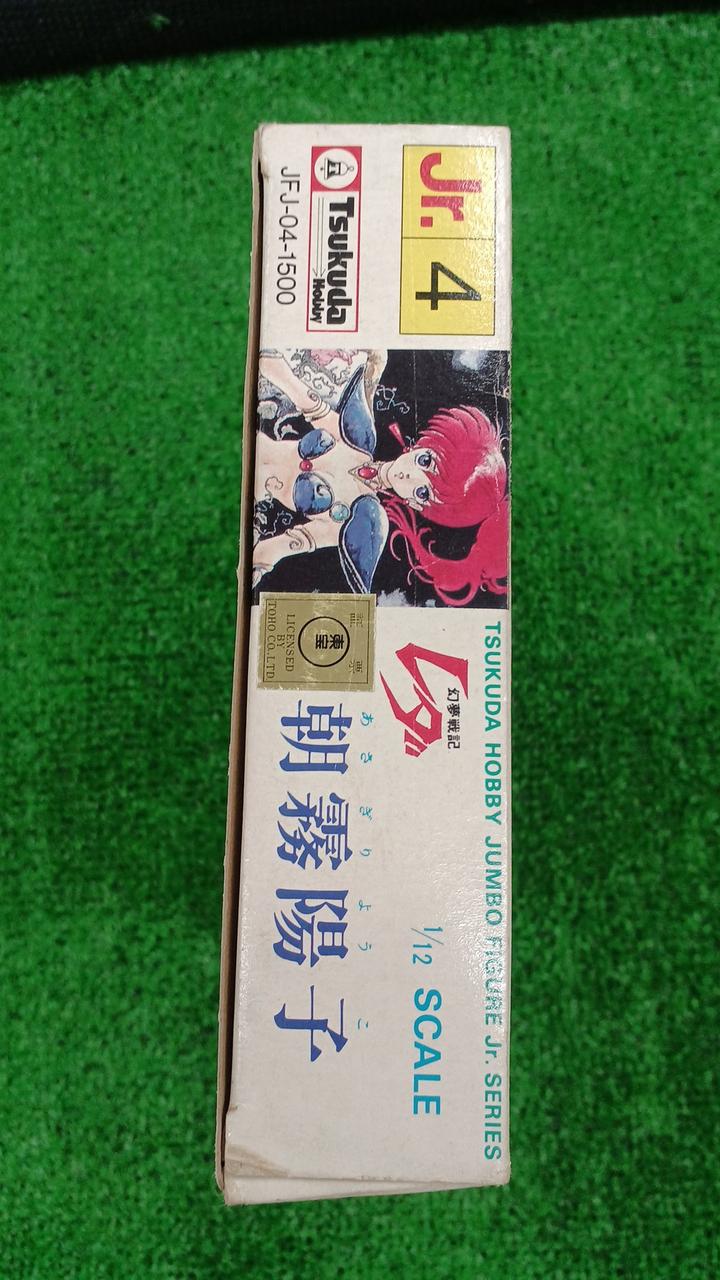 Jr. 4
Tsukuda
Hobby
JFJ-04-1500
TSUKUDA HOBBY JUMBO FIGURE Jr. SERIES
幻夢戦記
レダ
1/12 SCALE
あさぎりようこ
朝霧陽子
証票
東宝
LICENSED
BY
TOHO CO.,LTD.